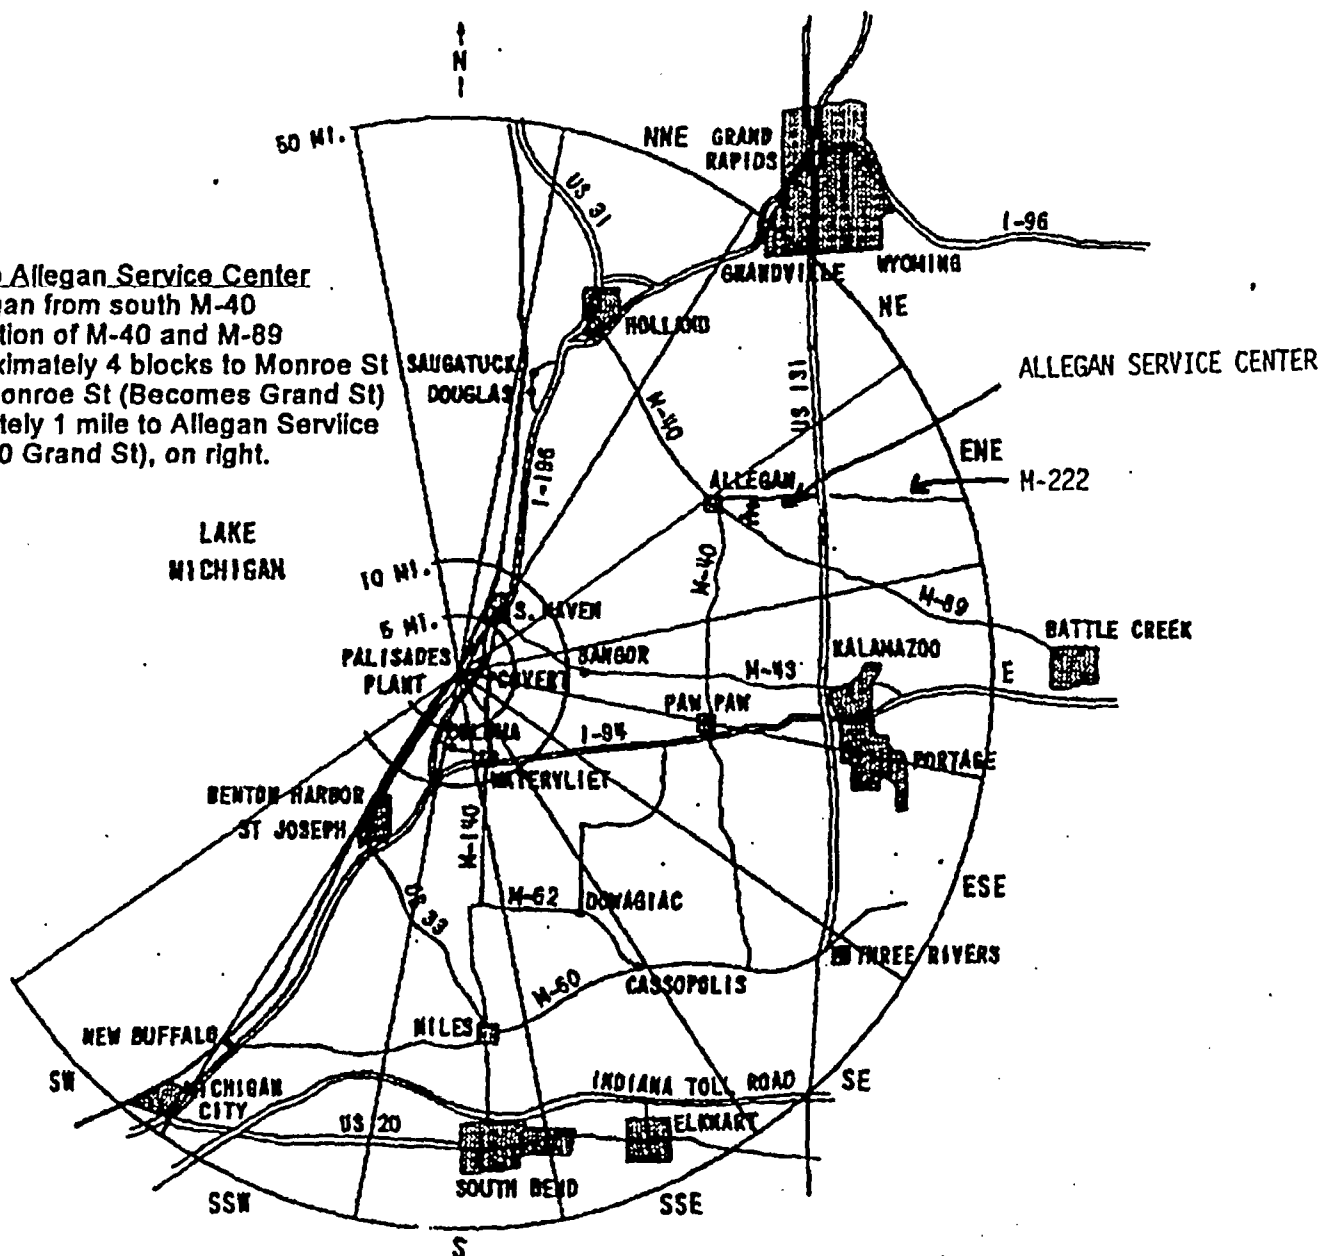 N
50 MI.
NNE
GRAND
RAPIDS
US 31
I-96
Allegan Service Center
an from south M-40
tion of M-40 and M-89
ximately 4 blocks to Monroe St
onroe St (Becomes Grand St)
tely 1 mile to Allegan Serviice
0 Grand St), on right.
GRANDVILLE
WYOMING
NE
HOLLAND
SAUGATUCK
DOUGLAS
ALLEGAN SERVICE CENTER
US 131
M-40
I-196
ENE
ALLEGAN
M-222
LAKE
MICHIGAN
M-40
10 MI.
5 MI.
S. HAVEN
M-89
BATTLE CREEK
PALISADES
PLANT
COVERT
BANGOR
M-43
KALAMAZOO
E
PAW PAW
COLOMA
I-94
PORTAGE
WATERVLIET
BENTON HARBOR
ST JOSEPH
M-140
US 33
M-62
DOWAGIAC
ESE
THREE RIVERS
CASSOPOLIS
M-60
NEW BUFFALO
NILES
SW
MICHIGAN
CITY
INDIANA TOLL ROAD
SE
US 20
ELKHART
SOUTH BEND
SSW
SSE
S